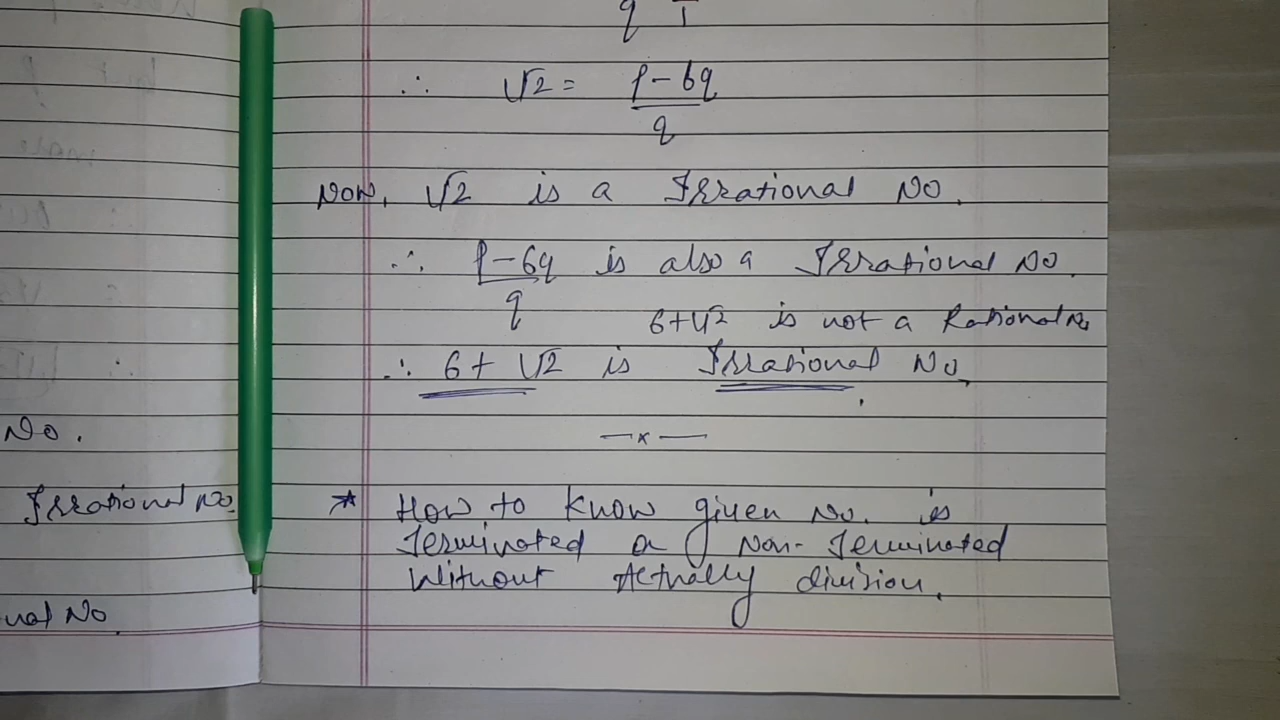 q 1
∴ √2 = p - 6q
q
Now, √2 is a Irrational No.
∴ p - 6q is also a Irrational No.
q
6+√2 is not a Rational No
∴ 6 + √2 is Irrational No.
—x—
No.
Irrational No.
* How to know given No. is
Terminated or Non-Terminated
Without Actually division.
nal No.